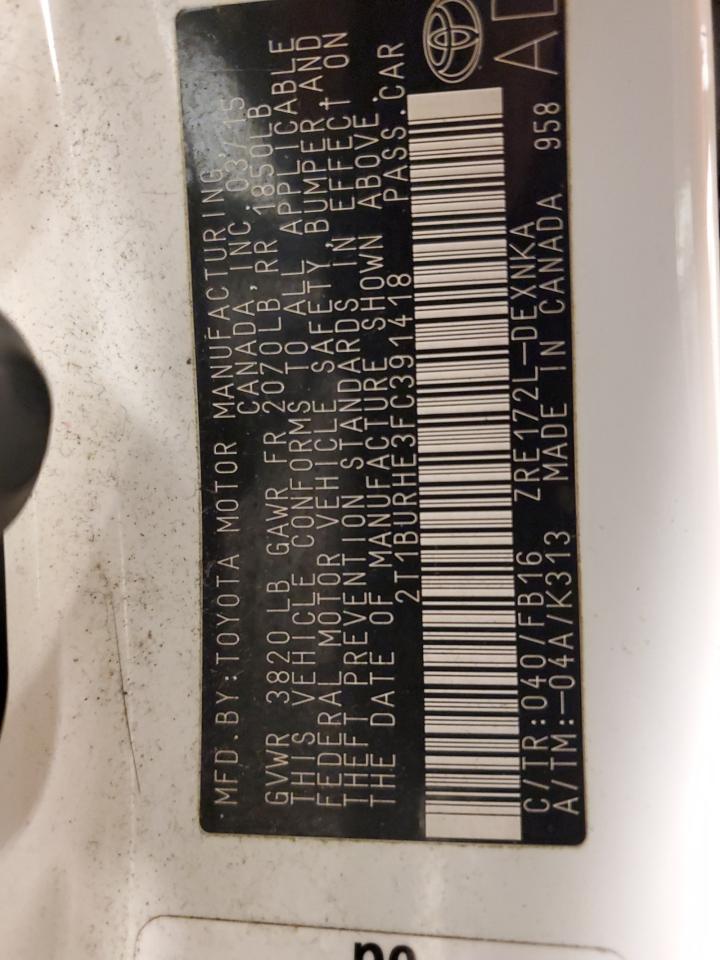 MFD.BY:TOYOTA MOTOR MANUFACTURING
CANADA,INC. 03/15
GVWR 3820 LB GAWR FR 2070LB RR 1850LB
THIS VEHICLE CONFORMS TO ALL APPLICABLE
FEDERAL MOTOR VEHICLE SAFETY,BUMPER,AND
THEFT PREVENTION STANDARDS IN EFFECT ON
THE DATE OF MANUFACTURE SHOWN ABOVE.
2T1BURHE3FC391418 PASS.CAR
C/TR:040/FB16 ZRE172L-DEXNKA
A/TM:-04A/K313 MADE IN CANADA 958